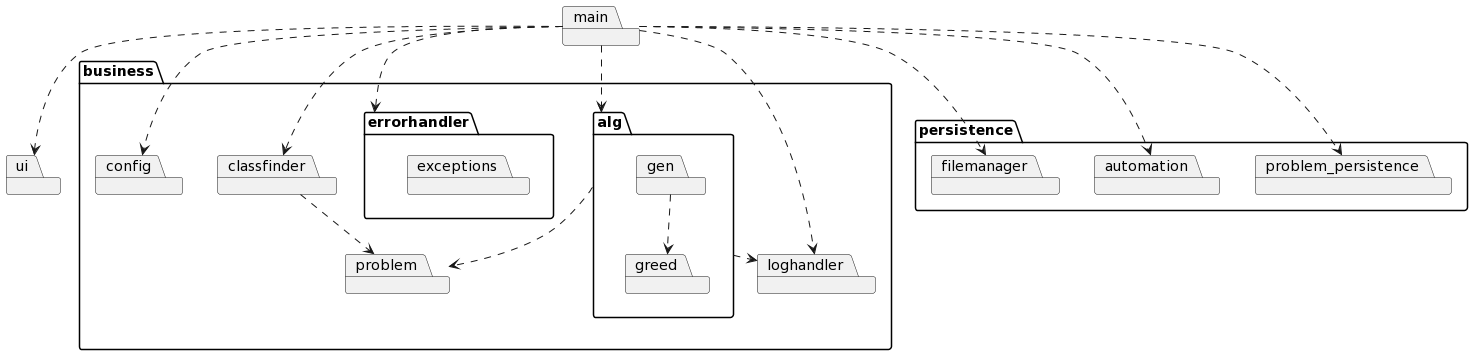 main
business
errorhandler
alg
persistence
ui
config
classfinder
exceptions
gen
filemanager
automation
problem_persistence
problem
greed
loghandler